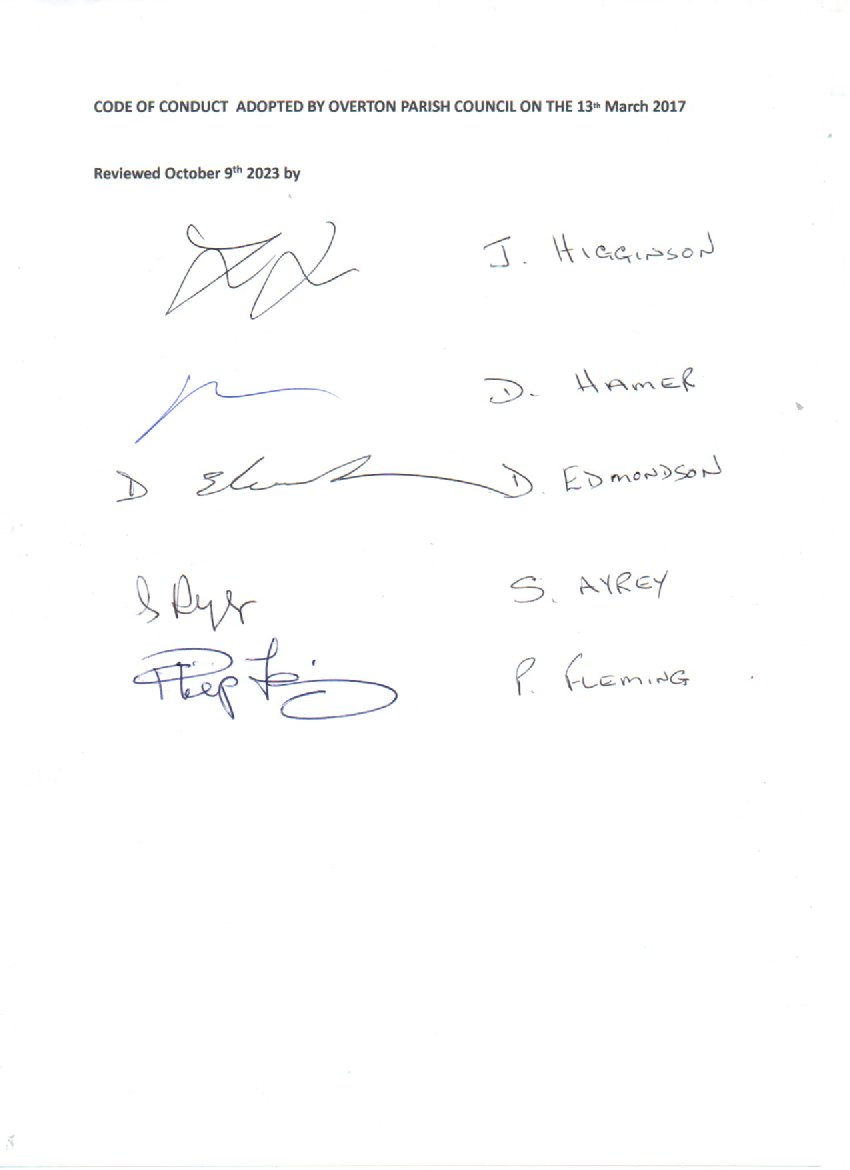 CODE OF CONDUCT ADOPTED BY OVERTON PARISH COUNCIL ON THE 13th March 2017
Reviewed October 9th 2023 by
J. HIGGINSON
D. HAMER
D D. EDMONDSON
S. AYREY
P. FLEMING